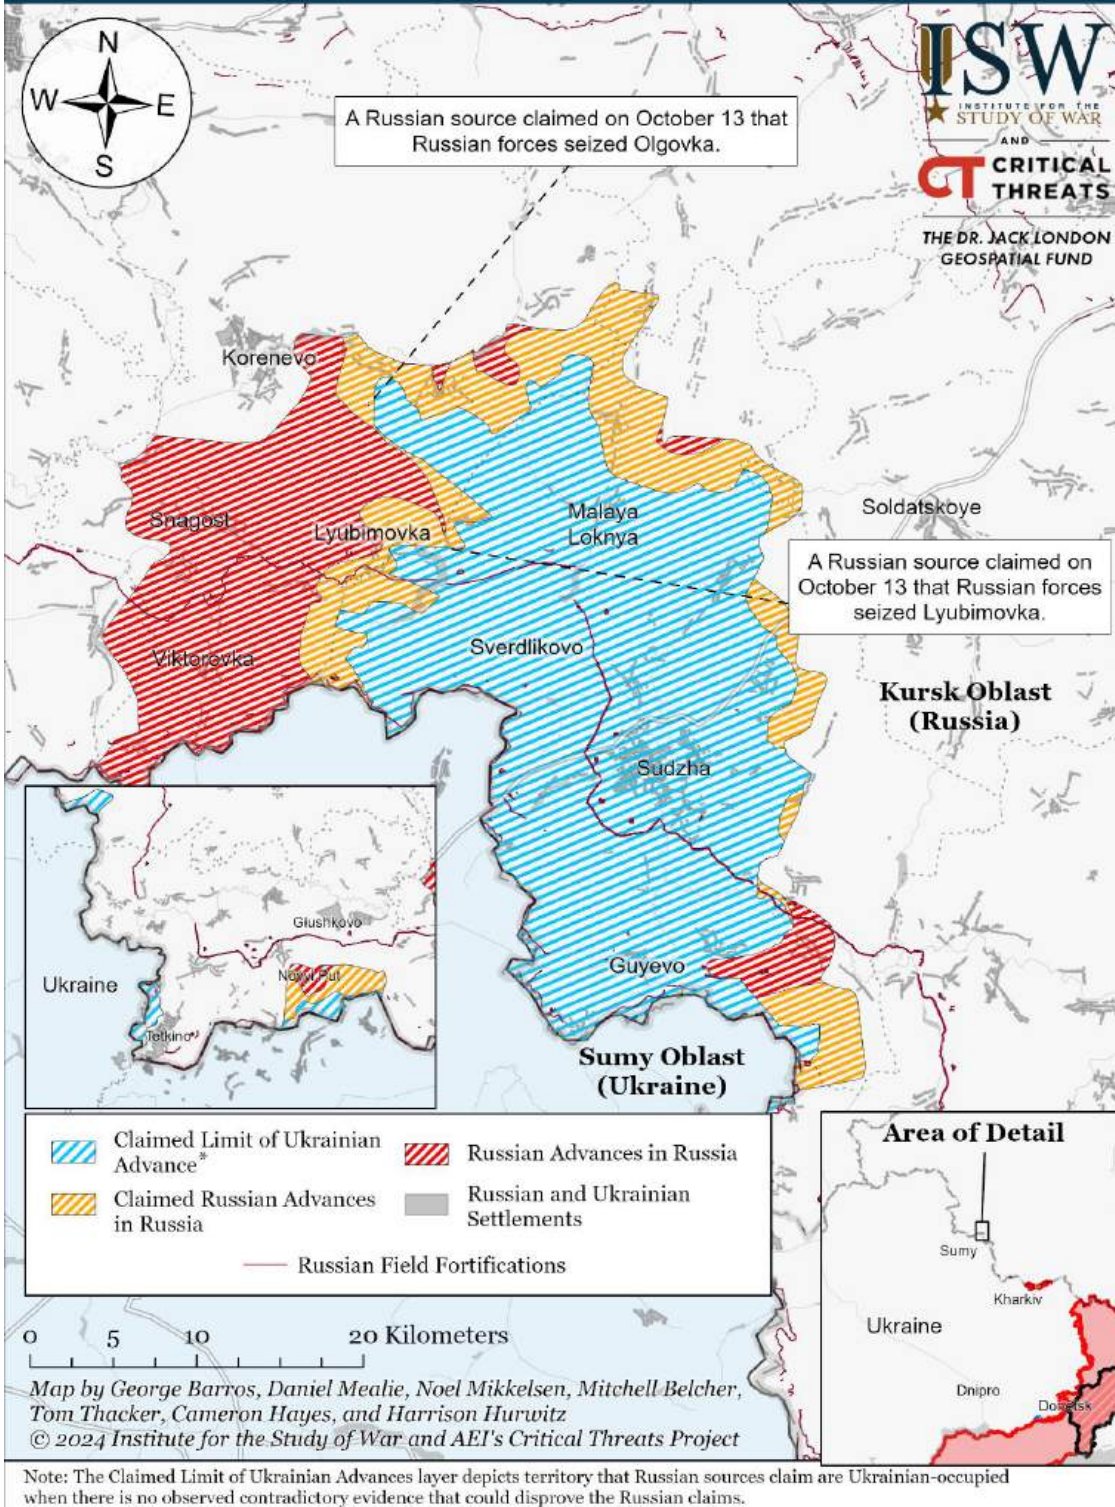 N
W
E
S
A Russian source claimed on October 13 that
Russian forces seized Olgovka.
ISW
INSTITUTE FOR THE
STUDY OF WAR
AND
CT CRITICAL
THREATS
THE DR. JACK LONDON
GEOSPATIAL FUND
Korenevo
Snagost
Lyubimovka
Malaya
Loknya
Soldatskoye
A Russian source claimed on
October 13 that Russian forces
seized Lyubimovka.
Viktorovka
Sverdlikovo
Kursk Oblast
(Russia)
Sudzha
Glushkovo
Guyevo
Ukraine
Novyi Put
Tetkino
Sumy Oblast
(Ukraine)
Claimed Limit of Ukrainian
Advance*
Russian Advances in Russia
Claimed Russian Advances
in Russia
Russian and Ukrainian
Settlements
Russian Field Fortifications
Area of Detail
Sumy
Kharkiv
Ukraine
Dnipro
Donetsk
0 5 10 20 Kilometers
Map by George Barros, Daniel Mealie, Noel Mikkelsen, Mitchell Belcher,
Tom Thacker, Cameron Hayes, and Harrison Hurwitz
© 2024 Institute for the Study of War and AEI's Critical Threats Project
Note: The Claimed Limit of Ukrainian Advances layer depicts territory that Russian sources claim are Ukrainian-occupied
when there is no observed contradictory evidence that could disprove the Russian claims.